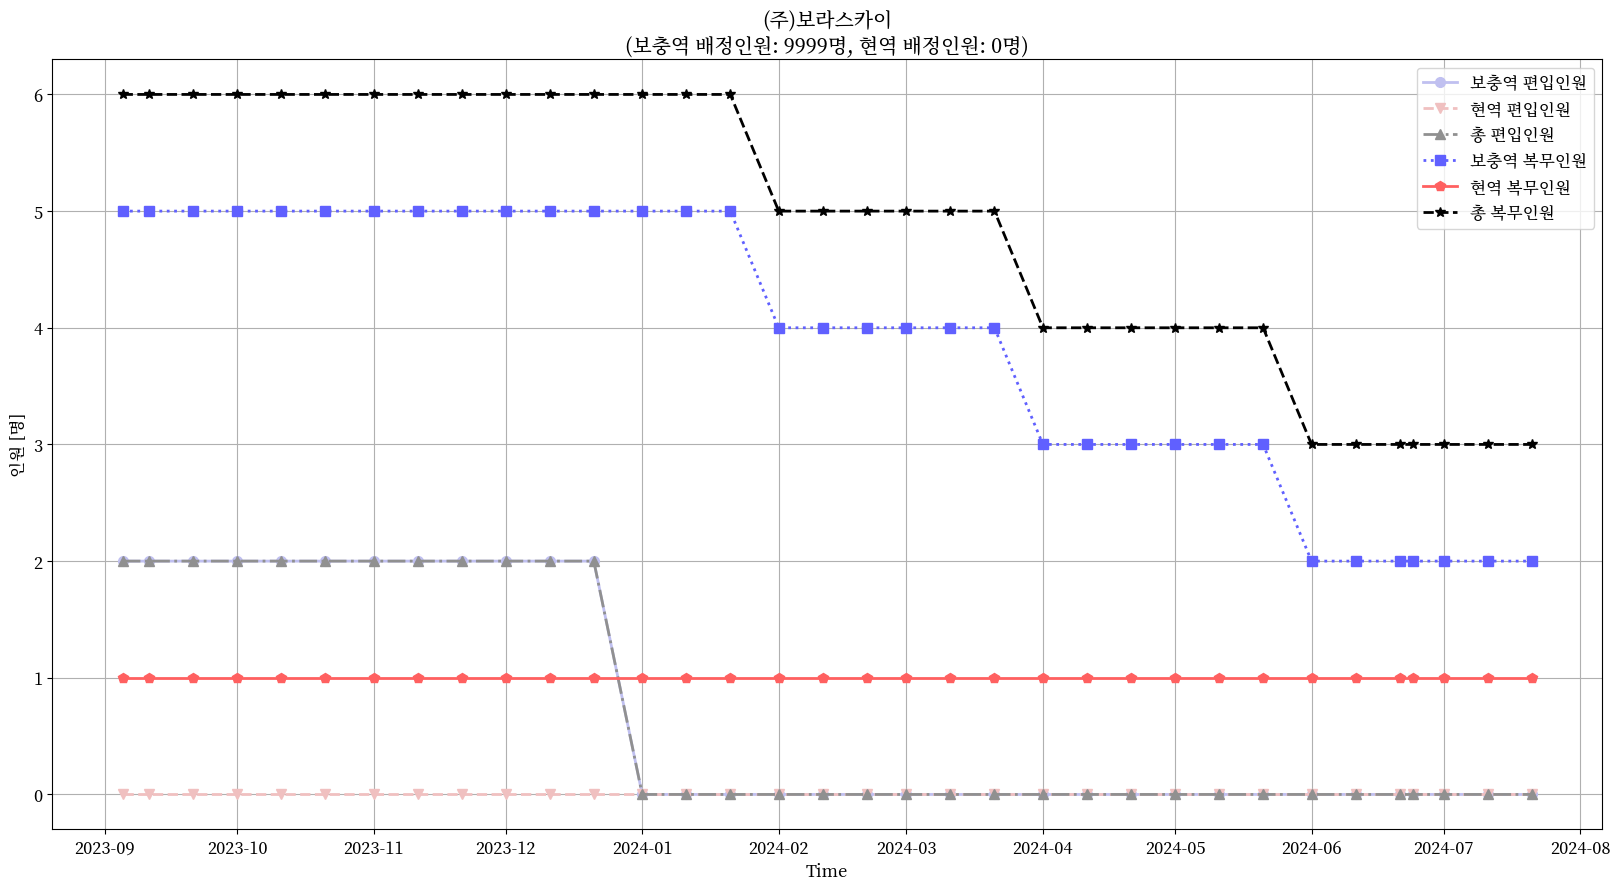 (주)보라스카이
(보충역 배정인원: 9999명, 현역 배정인원: 0명)
보충역 편입인원
현역 편입인원
총 편입인원
보충역 복무인원
현역 복무인원
총 복무인원
인원 [명]
6
5
4
3
2
1
0
2023-09 2023-10 2023-11 2023-12 2024-01 2024-02 2024-03 2024-04 2024-05 2024-06 2024-07 2024-08
Time